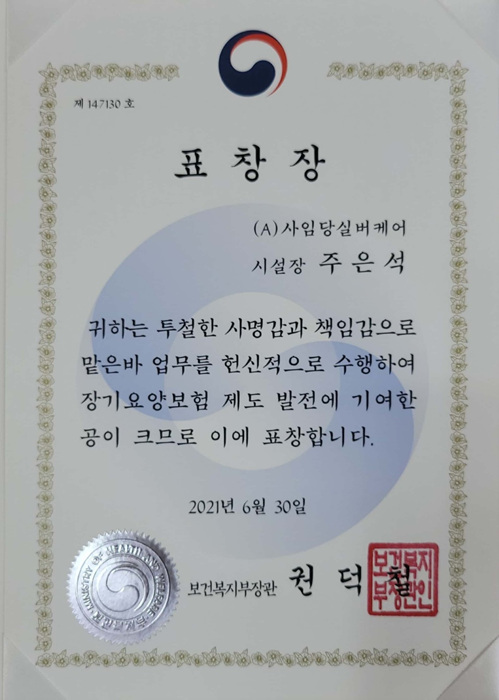 제 147130 호
표 창 장
(A)사임당실버케어
시설장 주 은 석
귀하는 투철한 사명감과 책임감으로
맡은바 업무를 헌신적으로 수행하여
장기요양보험 제도 발전에 기여한
공이 크므로 이에 표창합니다.
2021년 6월 30일
보건복지부장관 권 덕 철
보건복지
부장관인